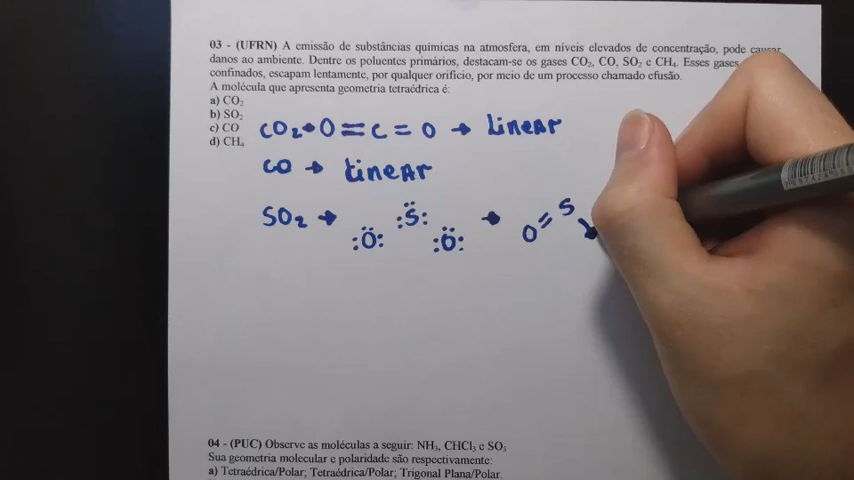 03 - (UFRN) A emissão de substâncias químicas na atmosfera, em níveis elevados de concentração, pode causar
danos ao ambiente. Dentre os poluentes primários, destacam-se os gases CO₂, CO, SO₂ e CH₄. Esses gases
confinados, escapam lentamente, por qualquer orifício, por meio de um processo chamado efusão.
A molécula que apresenta geometria tetraédrica é:
a) CO₂
b) SO₂
c) CO
d) CH₄
CO₂ → O = C = O → LineAR
CO → LineAR
SO₂ → :Ö: :S̈: :Ö: → O = S →
04 - (PUC) Observe as moléculas a seguir: NH₃, CHCl₃ e SO₃
Sua geometria molecular e polaridade são respectivamente:
a) Tetraédrica/Polar; Tetraédrica/Polar; Trigonal Plana/Polar.